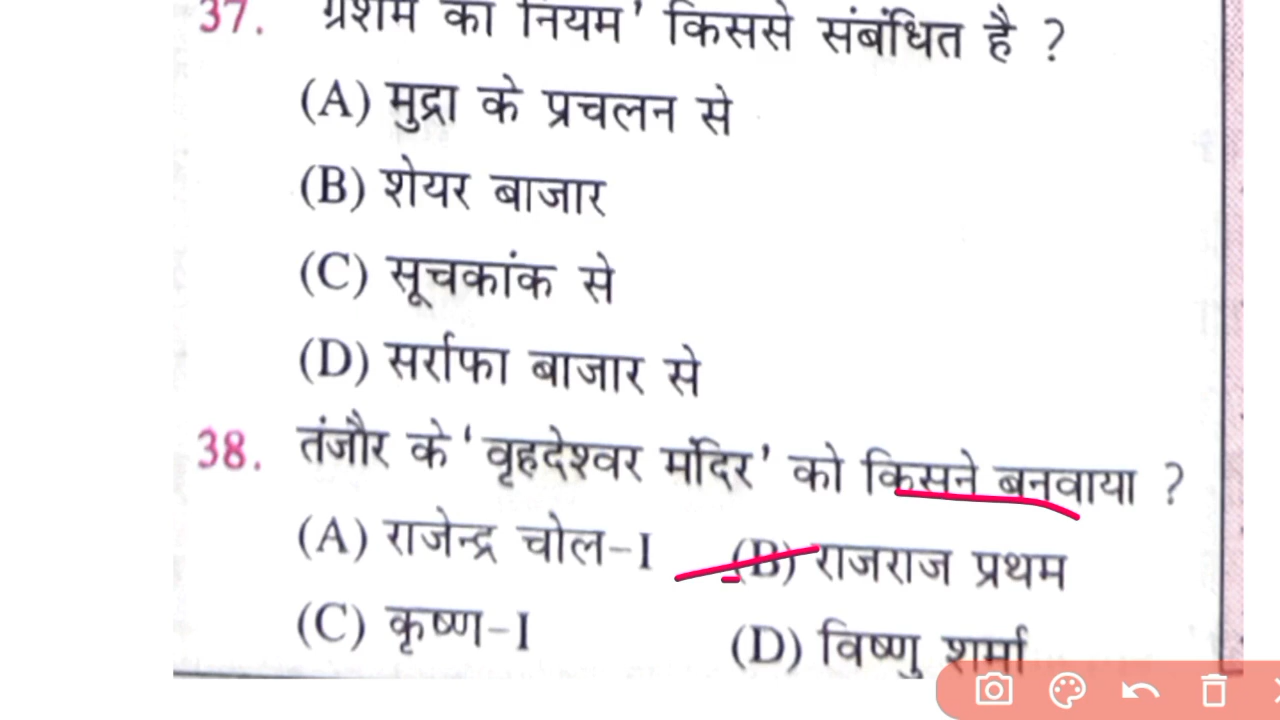 37. ग्रेशम का नियम' किससे संबंधित है ?
(A) मुद्रा के प्रचलन से
(B) शेयर बाजार
(C) सूचकांक से
(D) सर्राफा बाजार से
38. तंजौर के ‘वृहदेश्वर मंदिर’ को किसने बनवाया ?
(A) राजेन्द्र चोल-I (B) राजराज प्रथम
(C) कृष्ण-I (D) विष्णु शर्मा